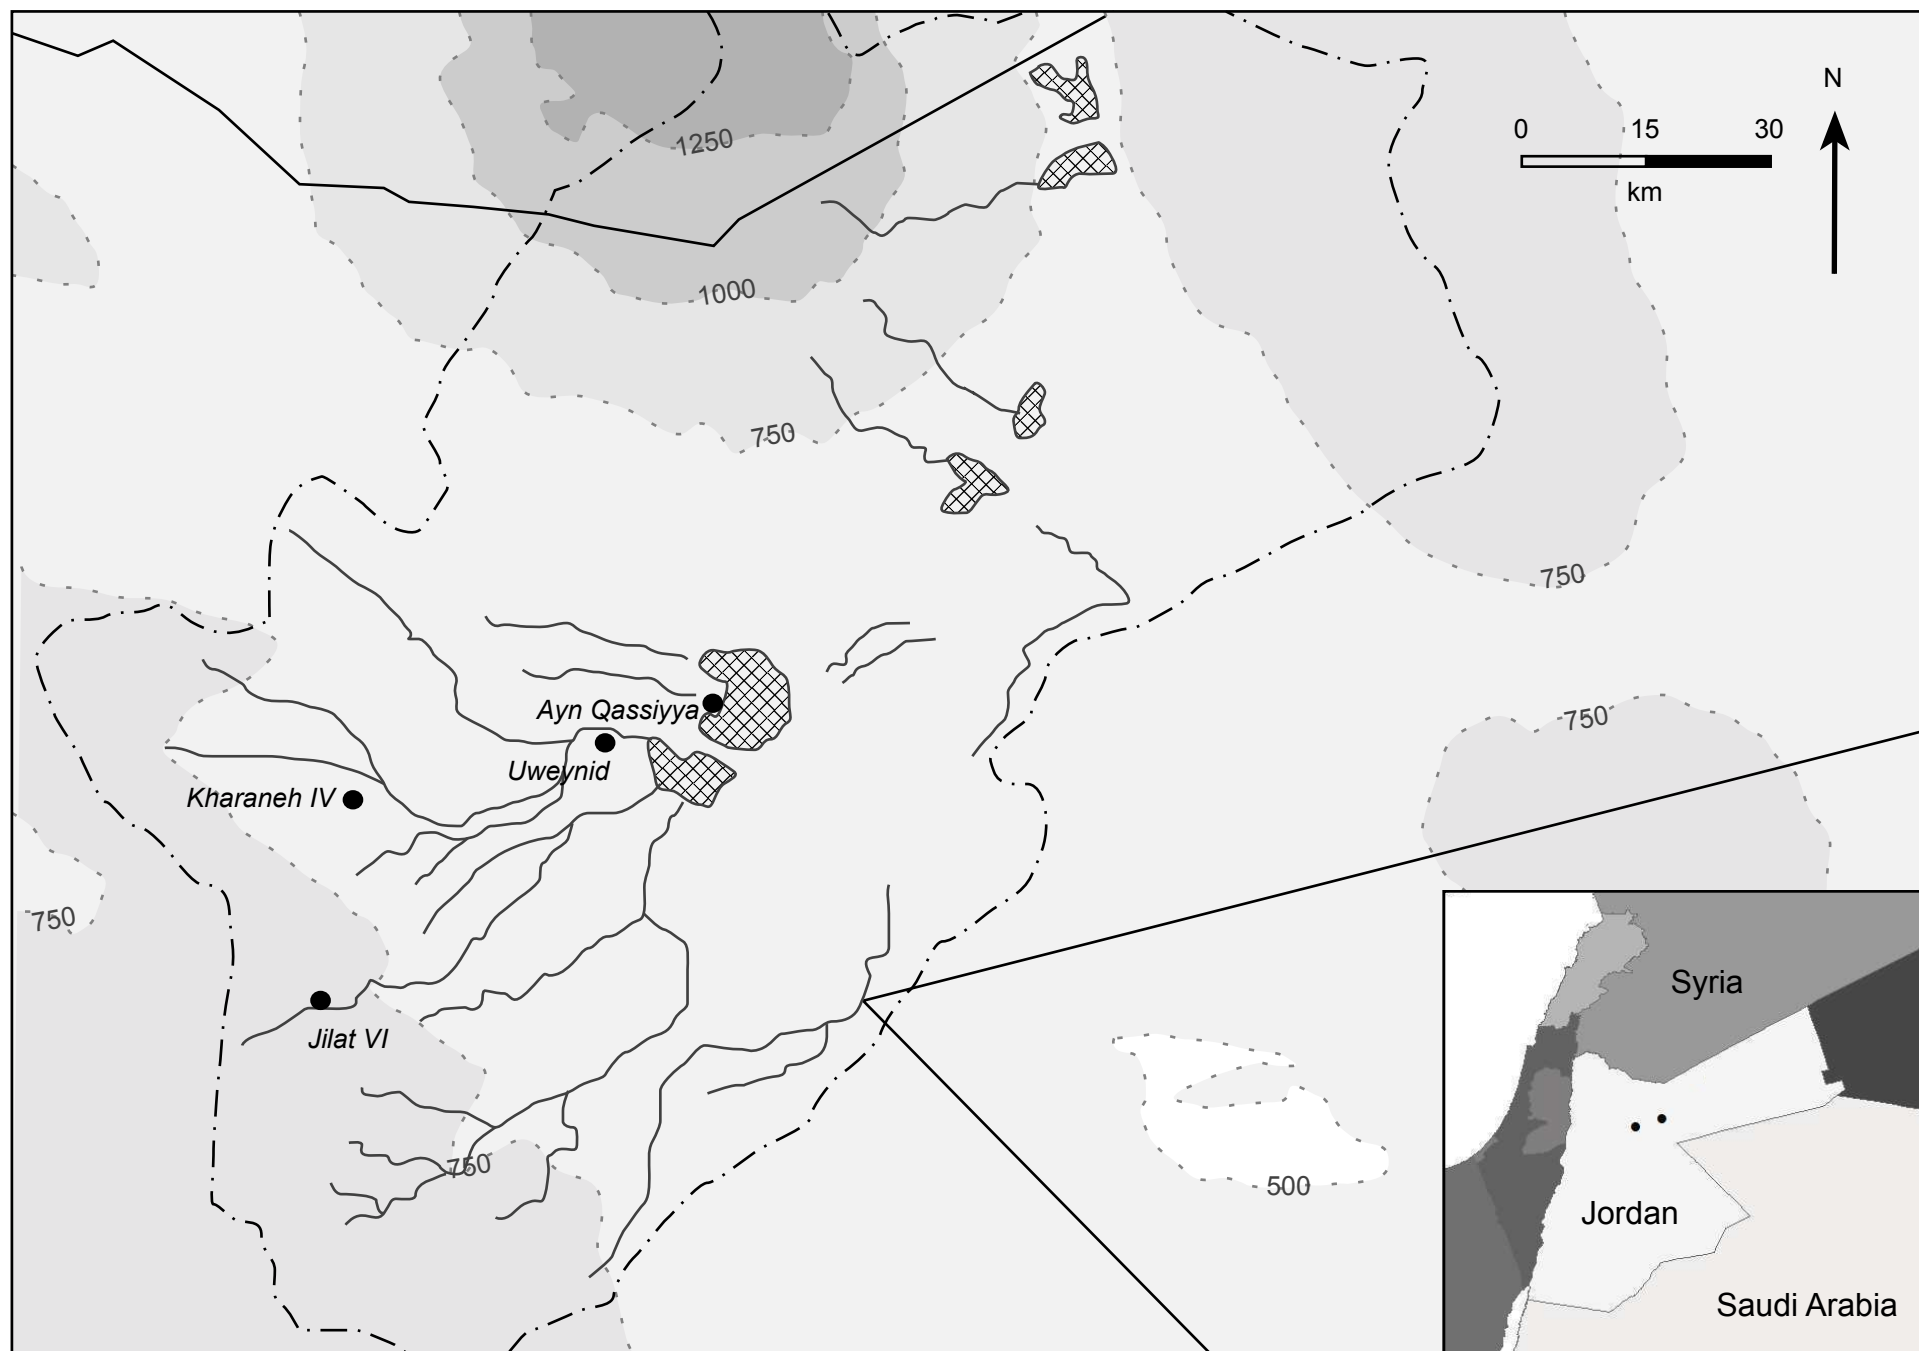 N
0 15 30
km
1250
1000
750
750
750
Ayn Qassiyya
Uweynid
Kharaneh IV
750
Jilat VI
750
500
Syria
Jordan
Saudi Arabia